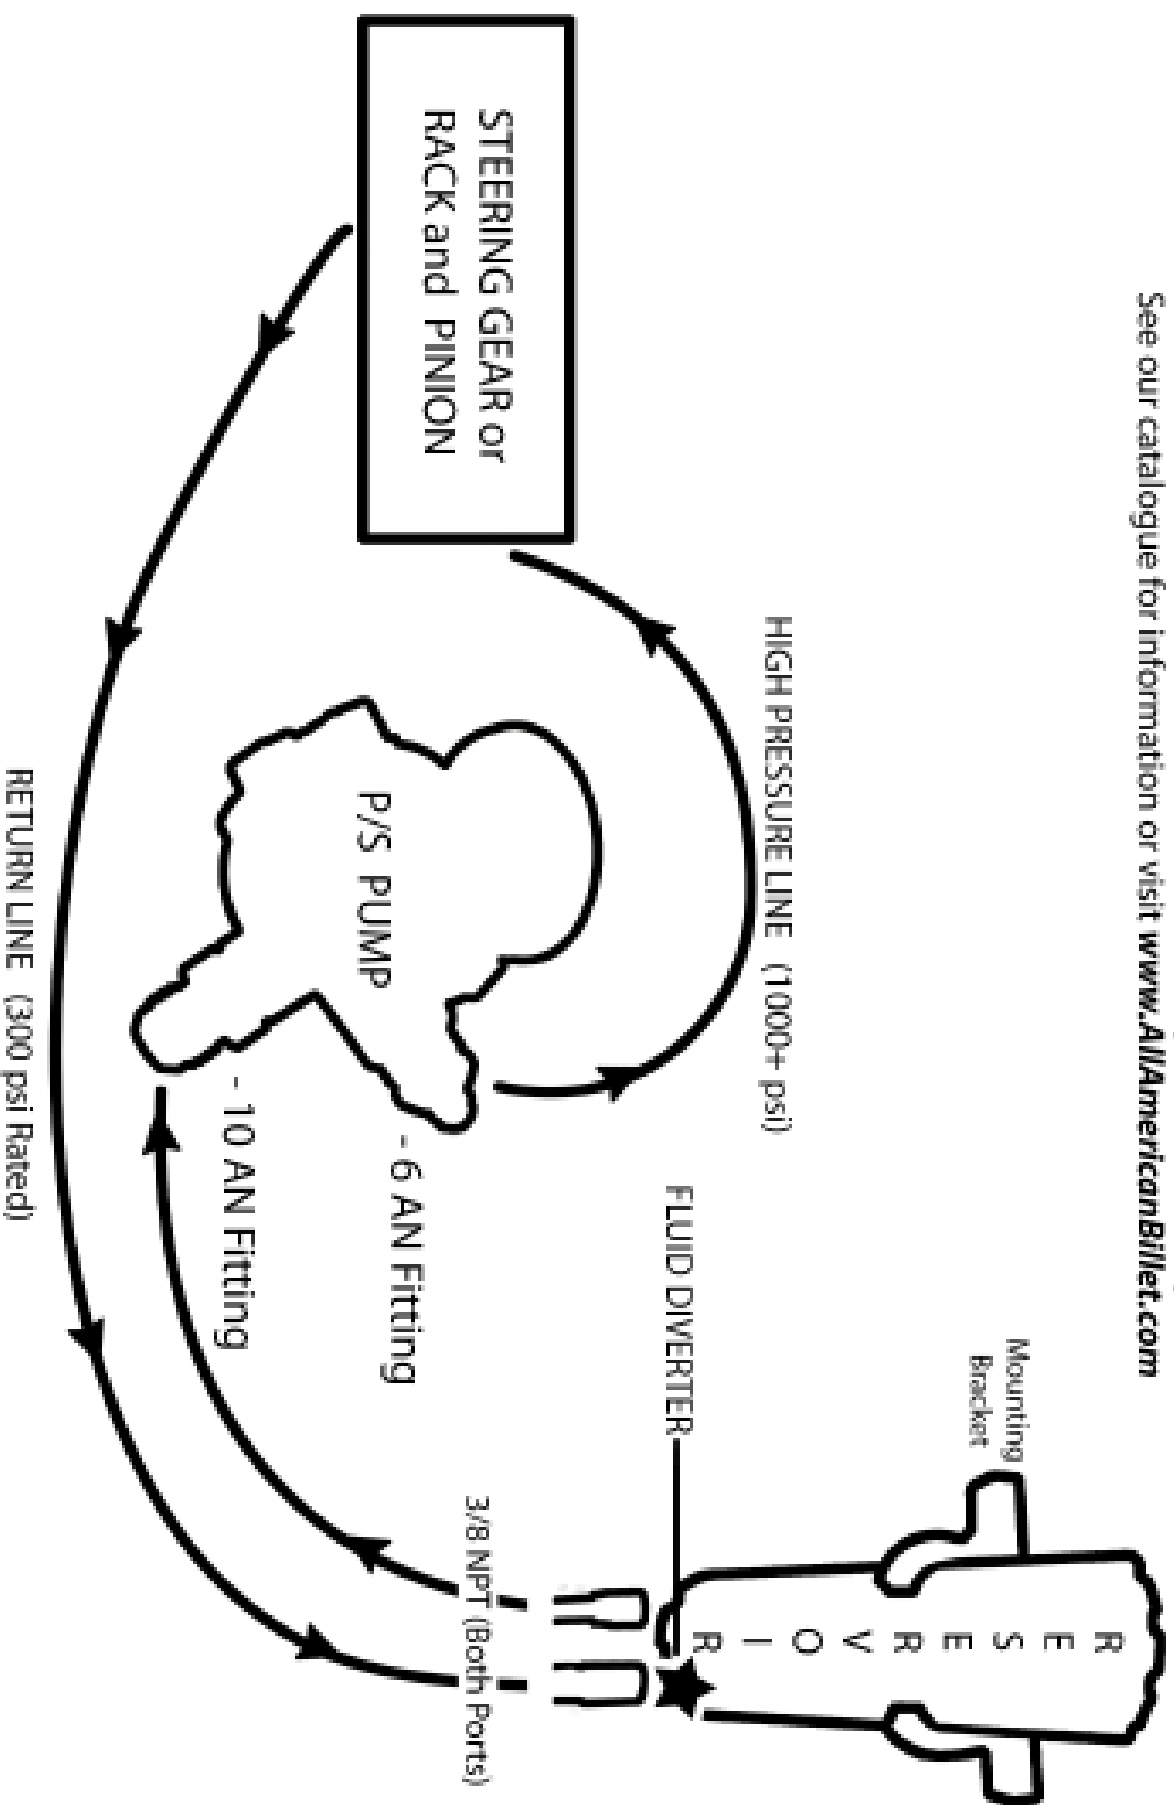 See our catalogue for information or visit www.AllAmericanBillet.com
Mounting
Bracket
RESERVOIR
HIGH PRESSURE LINE (1000+ psi)
FLUID DIVERTER
STEERING GEAR or
RACK and PINION
P/S PUMP
- 6 AN Fitting
- 10 AN Fitting
3/8 NPT (Both Ports)
RETURN LINE (300 psi Rated)